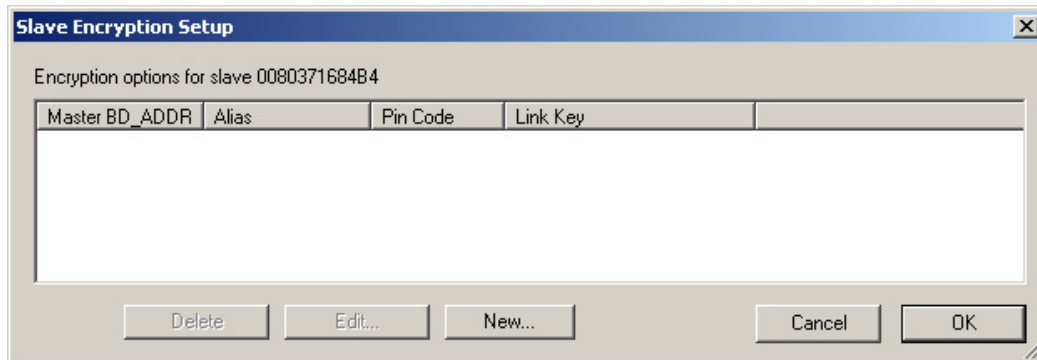 Slave Encryption Setup
Encryption options for slave 0080371684B4
Master BD_ADDR Alias Pin Code Link Key
Delete Edit... New... Cancel OK